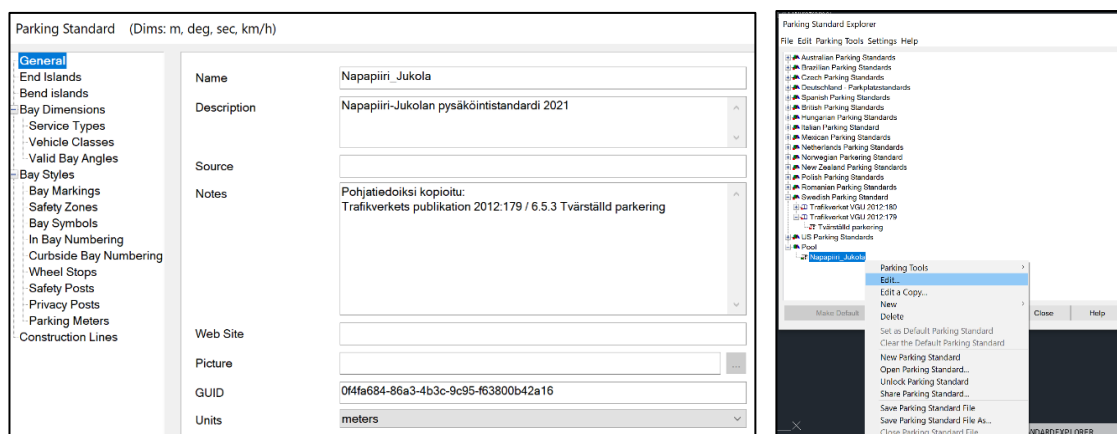 Parking Standard (Dims: m, deg, sec, km/h)
General
End Islands
Bend islands
Bay Dimensions
Service Types
Vehicle Classes
Valid Bay Angles
Bay Styles
Bay Markings
Safety Zones
Bay Symbols
In Bay Numbering
Curbside Bay Numbering
Wheel Stops
Safety Posts
Privacy Posts
Parking Meters
Construction Lines
Name
Napapiiri_Jukola
Description
Napapiiri-Jukolan pysäköintistandardi 2021
Source
Notes
Pohjatiedoiksi kopioitu:
Trafikverkets publikation 2012:179 / 6.5.3 Tvärställd parkering
Web Site
Picture
...
GUID
0f4fa684-86a3-4b3c-9c95-f63800b42a16
Units
meters
Parking Standard Explorer
File Edit Parking Tools Settings Help
Australian Parking Standards
Brazilian Parking Standards
Czech Parking Standards
Deutschland - Parkplatzstandards
Spanish Parking Standards
British Parking Standards
Hungarian Parking Standards
Italian Parking Standard
Mexican Parking Standards
Netherlands Parking Standards
Norwegian Parkering Standard
New Zealand Parking Standards
Polish Parking Standards
Romanian Parking Standards
Swedish Parking Standard
Trafikverket VGU 2012:180
Trafikverket VGU 2012:179
Tvärställd parkering
US Parking Standards
Pool
Napapiiri_Jukola
Parking Tools
Edit...
Edit a Copy...
New
Delete
Set as Default Parking Standard
Clear the Default Parking Standard
New Parking Standard
Open Parking Standard...
Unlock Parking Standard
Share Parking Standard...
Save Parking Standard File
Save Parking Standard File As...
Close Parking Standard File
Make Default
Close
Help
NDARDEXPLORER